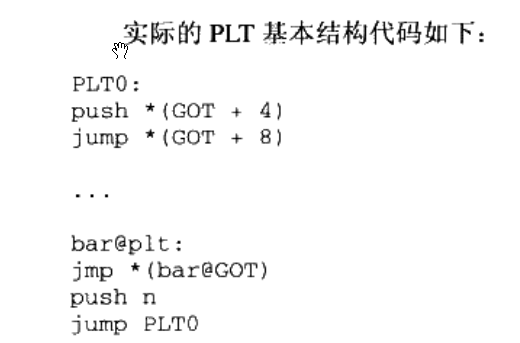 实际的 PLT 基本结构代码如下：
PLT0:
push *(GOT + 4)
jump *(GOT + 8)
...
bar@plt:
jmp *(bar@GOT)
push n
jump PLT0